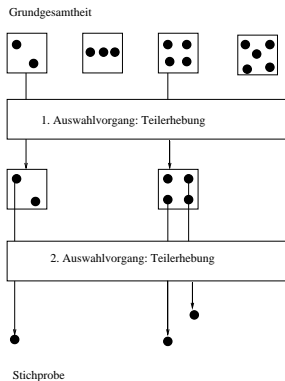 Grundgesamtheit
1. Auswahlvorgang: Teilerhebung
2. Auswahlvorgang: Teilerhebung
Stichprobe